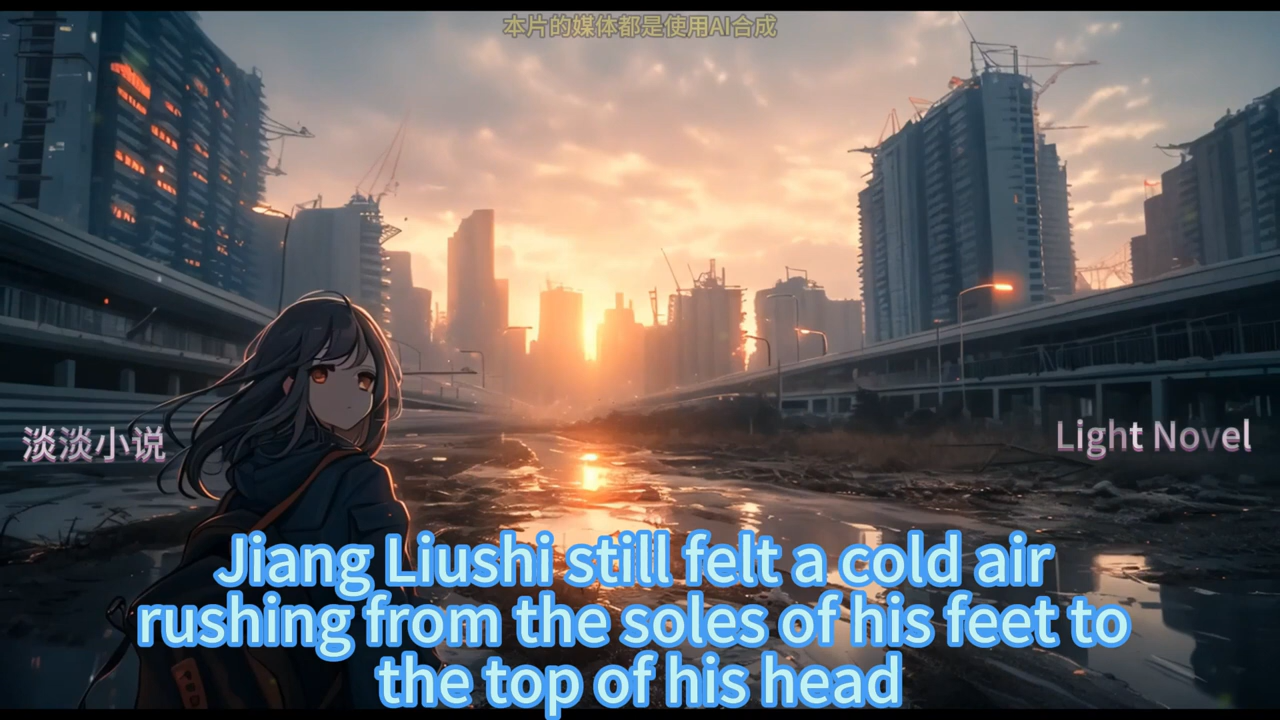 本片的媒体都是使用AI合成
淡淡小说
Light Novel
Jiang Liushi still felt a cold air
rushing from the soles of his feet to
the top of his head